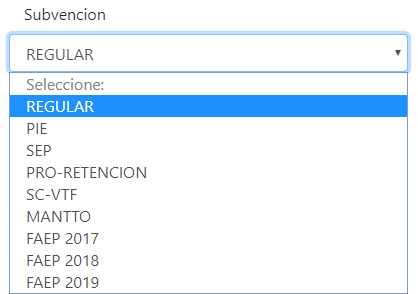 Subvencion
REGULAR
Seleccione:
REGULAR
PIE
SEP
PRO-RETENCION
SC-VTF
MANTTO
FAEP 2017
FAEP 2018
FAEP 2019